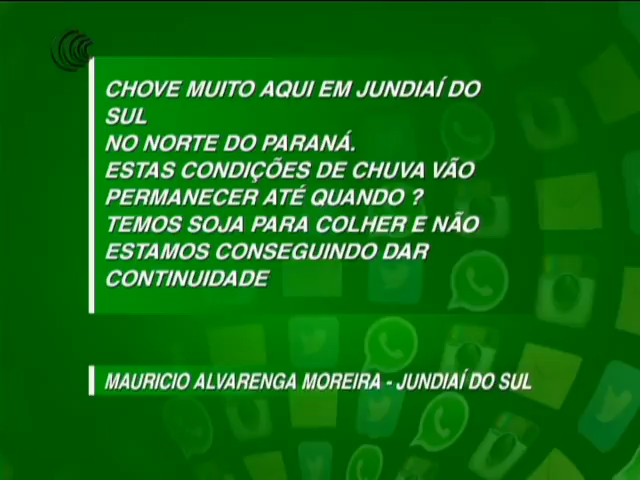 CHOVE MUITO AQUI EM JUNDIAÍ DO
SUL
NO NORTE DO PARANÁ.
ESTAS CONDIÇÕES DE CHUVA VÃO
PERMANECER ATÉ QUANDO ?
TEMOS SOJA PARA COLHER E NÃO
ESTAMOS CONSEGUINDO DAR
CONTINUIDADE
MAURICIO ALVARENGA MOREIRA - JUNDIAÍ DO SUL